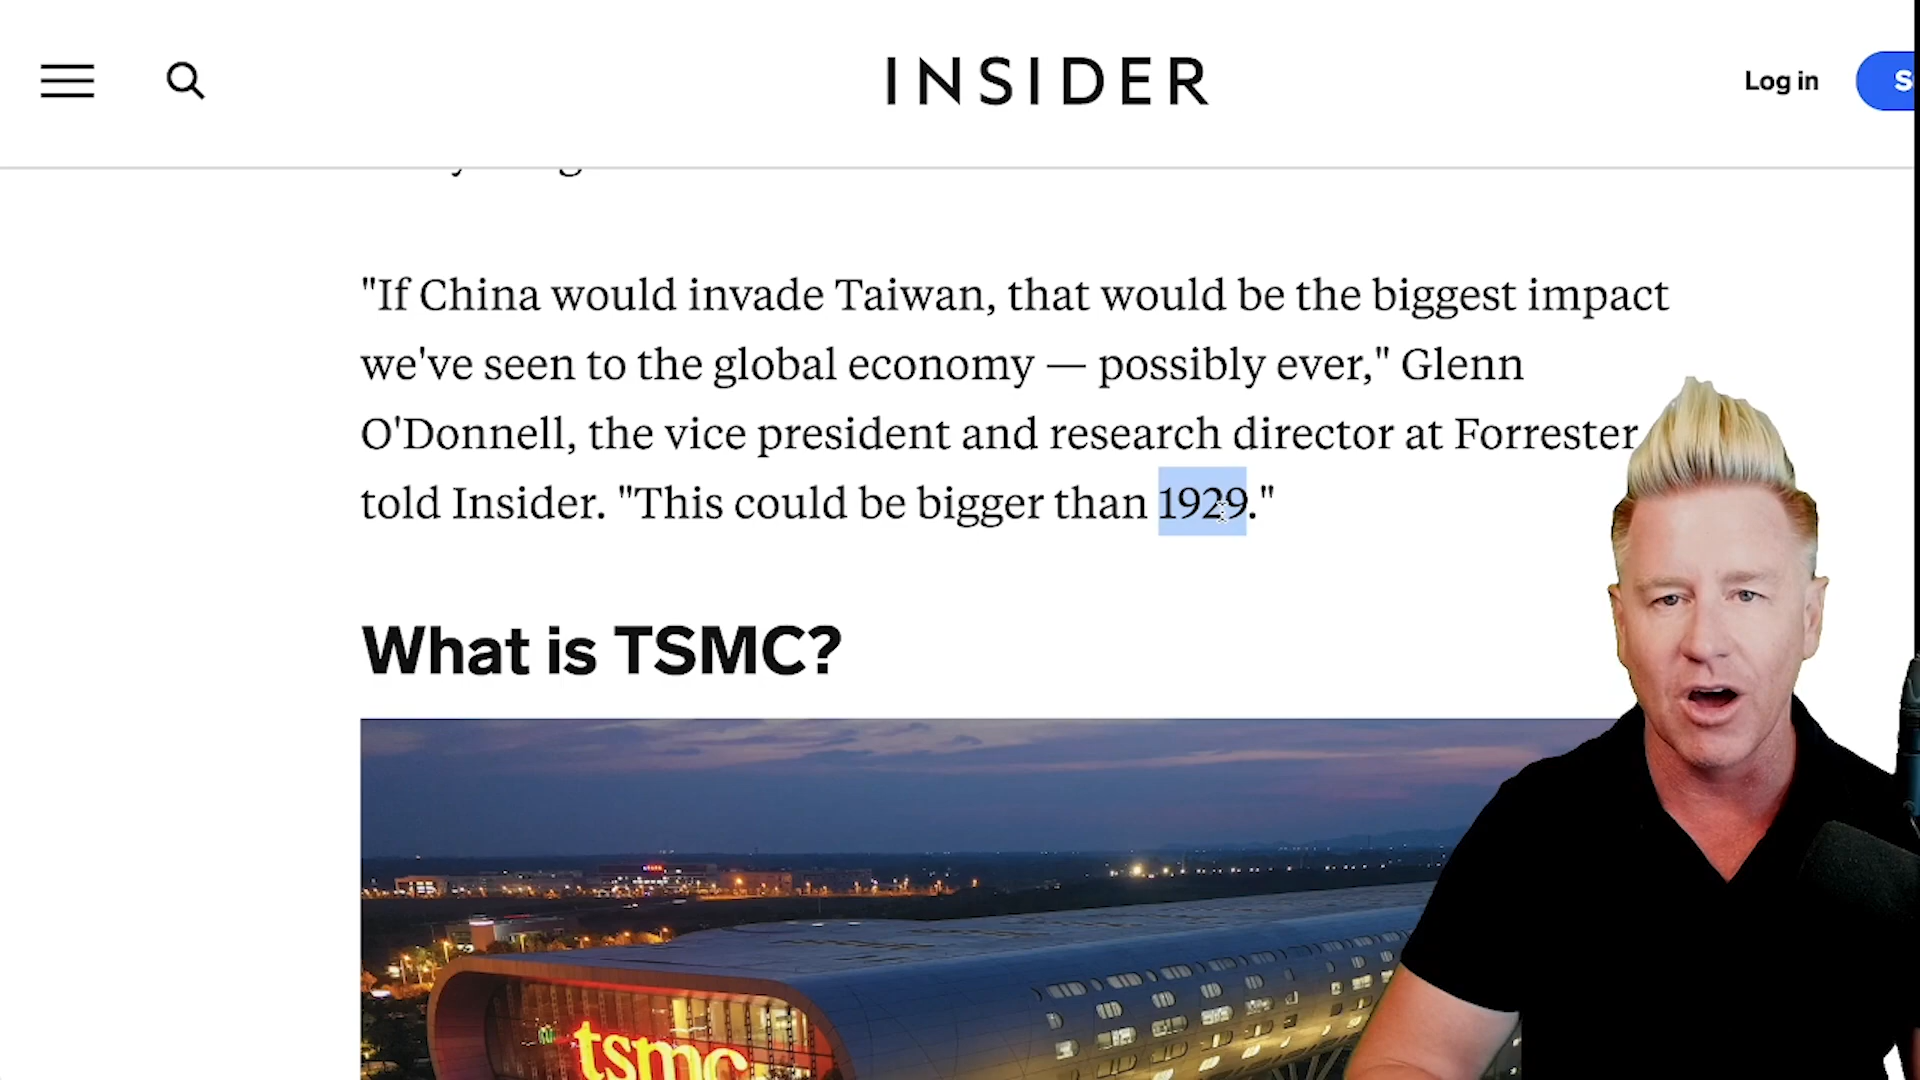 INSIDER
Log in
"If China would invade Taiwan, that would be the biggest impact
we've seen to the global economy — possibly ever," Glenn
O'Donnell, the vice president and research director at Forrester
told Insider. "This could be bigger than 1929."
What is TSMC?
tsmc